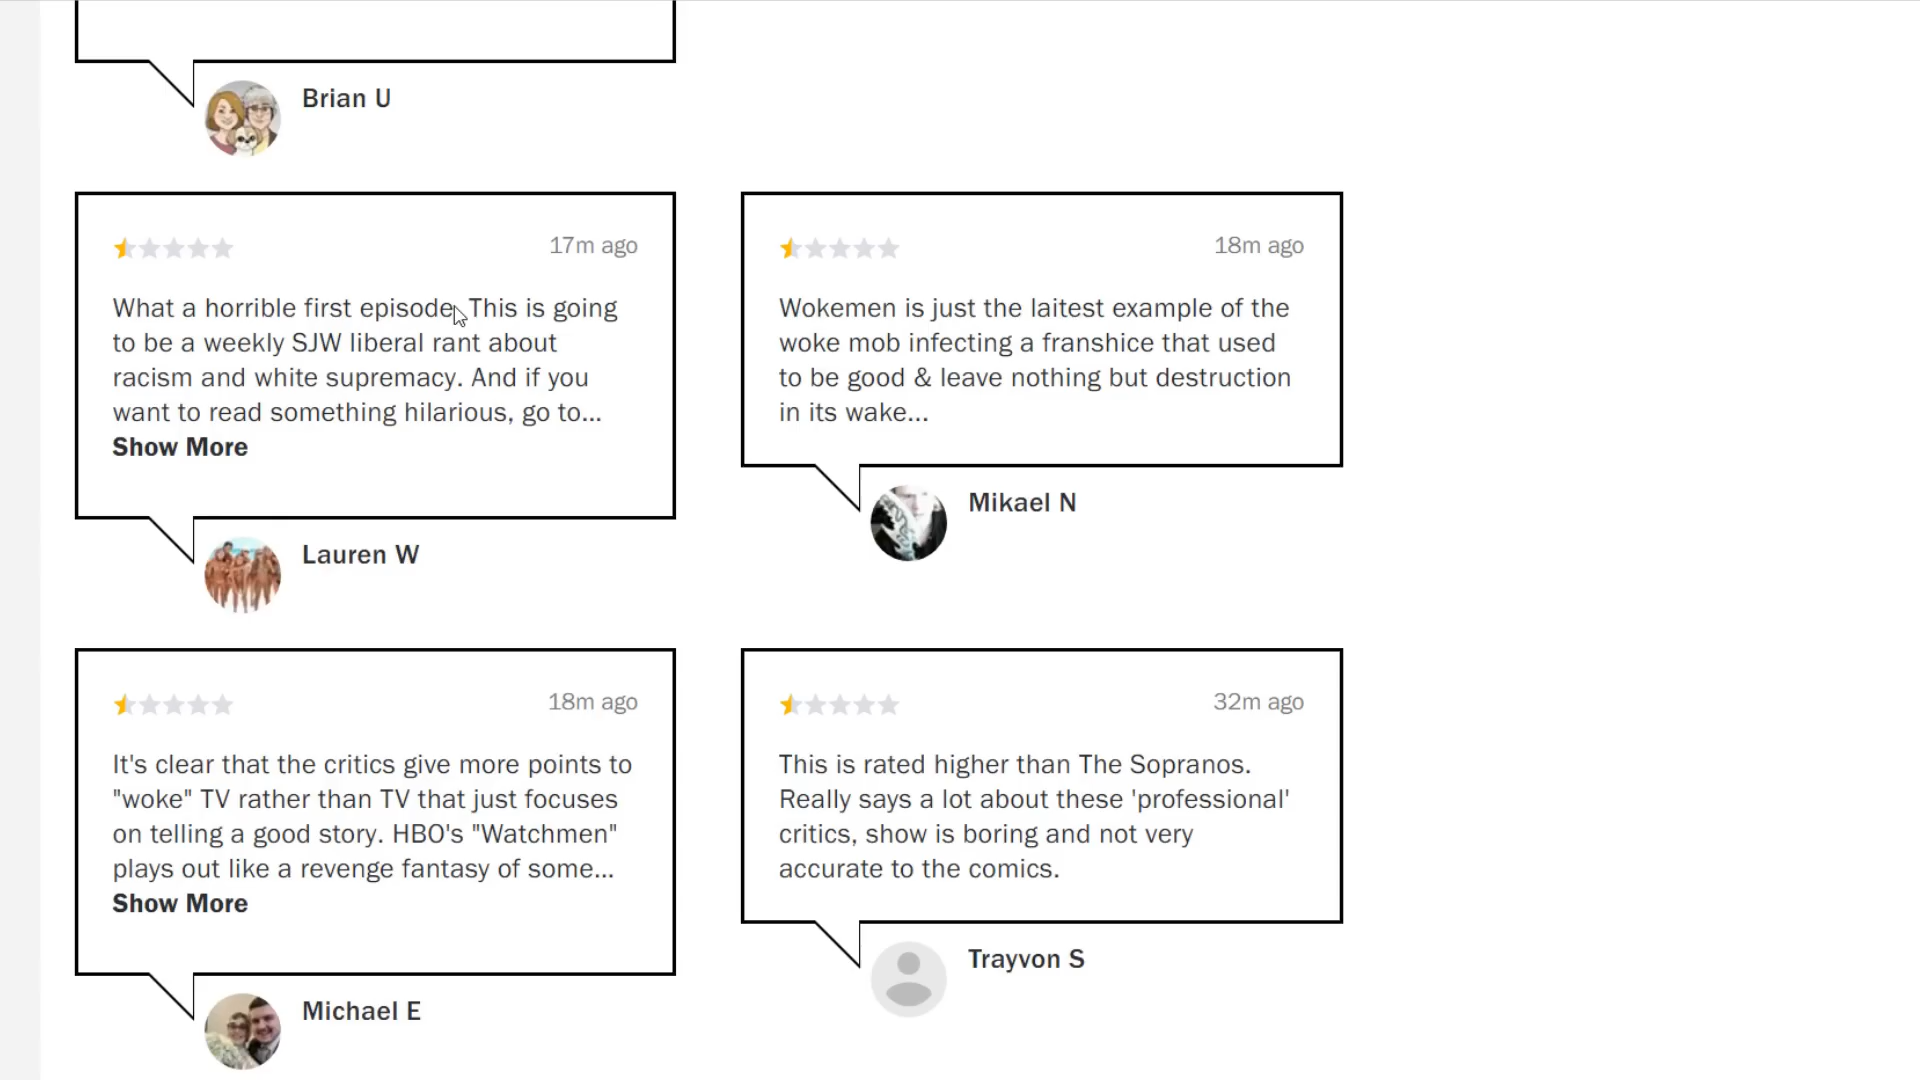 Brian U
17m ago
What a horrible first episode. This is going
to be a weekly SJW liberal rant about
racism and white supremacy. And if you
want to read something hilarious, go to...
Show More
Lauren W
18m ago
Wokemen is just the laitest example of the
woke mob infecting a franshice that used
to be good & leave nothing but destruction
in its wake...
Mikael N
18m ago
It's clear that the critics give more points to
"woke" TV rather than TV that just focuses
on telling a good story. HBO's "Watchmen"
plays out like a revenge fantasy of some...
Show More
Michael E
32m ago
This is rated higher than The Sopranos.
Really says a lot about these 'professional'
critics, show is boring and not very
accurate to the comics.
Trayvon S